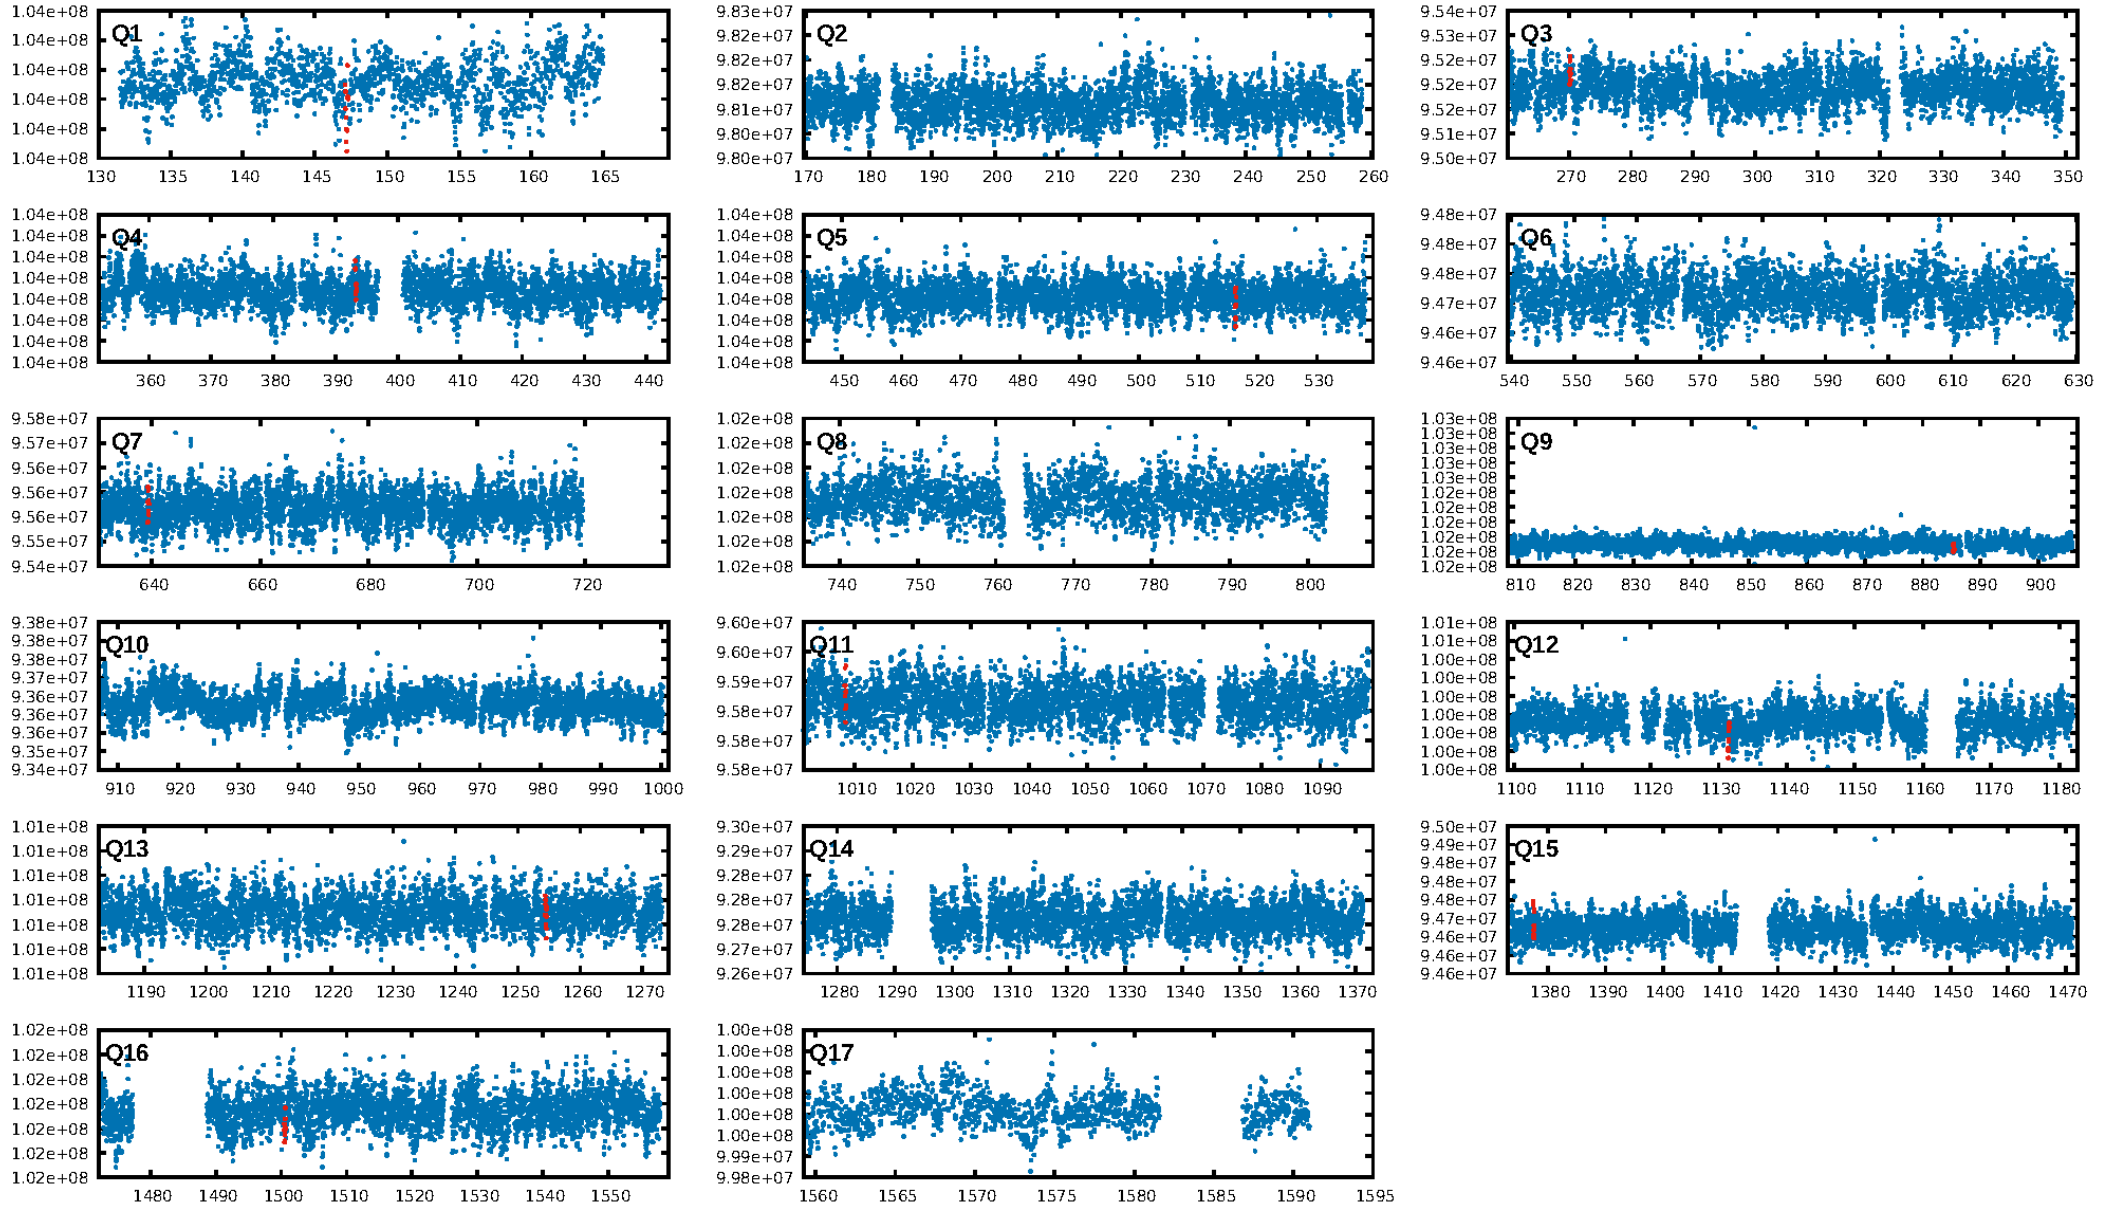 1.04e+08 1.04e+08 1.04e+08 1.04e+08 1.04e+08 1.04e+08
Q1
130 135 140 145 150 155 160 165
9.83e+07 9.82e+07 9.82e+07 9.82e+07 9.81e+07 9.80e+07 9.80e+07
Q2
170 180 190 200 210 220 230 240 250 260
9.54e+07 9.53e+07 9.52e+07 9.52e+07 9.52e+07 9.51e+07 9.50e+07
Q3
270 280 290 300 310 320 330 340 350
1.04e+08 1.04e+08 1.04e+08 1.04e+08 1.04e+08 1.04e+08 1.04e+08 1.04e+08
Q4
360 370 380 390 400 410 420 430 440
1.04e+08 1.04e+08 1.04e+08 1.04e+08 1.04e+08 1.04e+08 1.04e+08 1.04e+08
Q5
450 460 470 480 490 500 510 520 530
9.48e+07 9.48e+07 9.48e+07 9.47e+07 9.46e+07 9.46e+07
Q6
540 550 560 570 580 590 600 610 620 630
9.58e+07 9.57e+07 9.56e+07 9.56e+07 9.56e+07 9.55e+07 9.54e+07
Q7
640 660 680 700 720
1.02e+08 1.02e+08 1.02e+08 1.02e+08 1.02e+08 1.02e+08 1.02e+08
Q8
740 750 760 770 780 790 800
1.03e+08 1.03e+08 1.03e+08 1.03e+08 1.03e+08 1.02e+08 1.02e+08 1.02e+08 1.02e+08 1.02e+08 1.02e+08
Q9
810 820 830 840 850 860 870 880 890 900
9.38e+07 9.38e+07 9.38e+07 9.37e+07 9.36e+07 9.36e+07 9.36e+07 9.35e+07 9.34e+07
Q10
910 920 930 940 950 960 970 980 990 1000
9.60e+07 9.60e+07 9.59e+07 9.58e+07 9.58e+07 9.58e+07
Q11
1010 1020 1030 1040 1050 1060 1070 1080 1090
1.01e+08 1.01e+08 1.00e+08 1.00e+08 1.00e+08 1.00e+08 1.00e+08 1.00e+08 1.00e+08
Q12
1100 1110 1120 1130 1140 1150 1160 1170 1180
1.01e+08 1.01e+08 1.01e+08 1.01e+08 1.01e+08 1.01e+08 1.01e+08
Q13
1190 1200 1210 1220 1230 1240 1250 1260 1270
9.30e+07 9.29e+07 9.28e+07 9.28e+07 9.28e+07 9.27e+07 9.26e+07
Q14
1280 1290 1300 1310 1320 1330 1340 1350 1360 1370
9.50e+07 9.49e+07 9.48e+07 9.48e+07 9.47e+07 9.46e+07 9.46e+07 9.46e+07 9.46e+07
Q15
1380 1390 1400 1410 1420 1430 1440 1450 1460 1470
1.02e+08 1.02e+08 1.02e+08 1.02e+08 1.02e+08 1.02e+08 1.02e+08
Q16
1480 1490 1500 1510 1520 1530 1540 1550
1.00e+08 1.00e+08 1.00e+08 1.00e+08 1.00e+08 1.00e+08 9.99e+07 9.98e+07
Q17
1560 1565 1570 1575 1580 1585 1590 1595